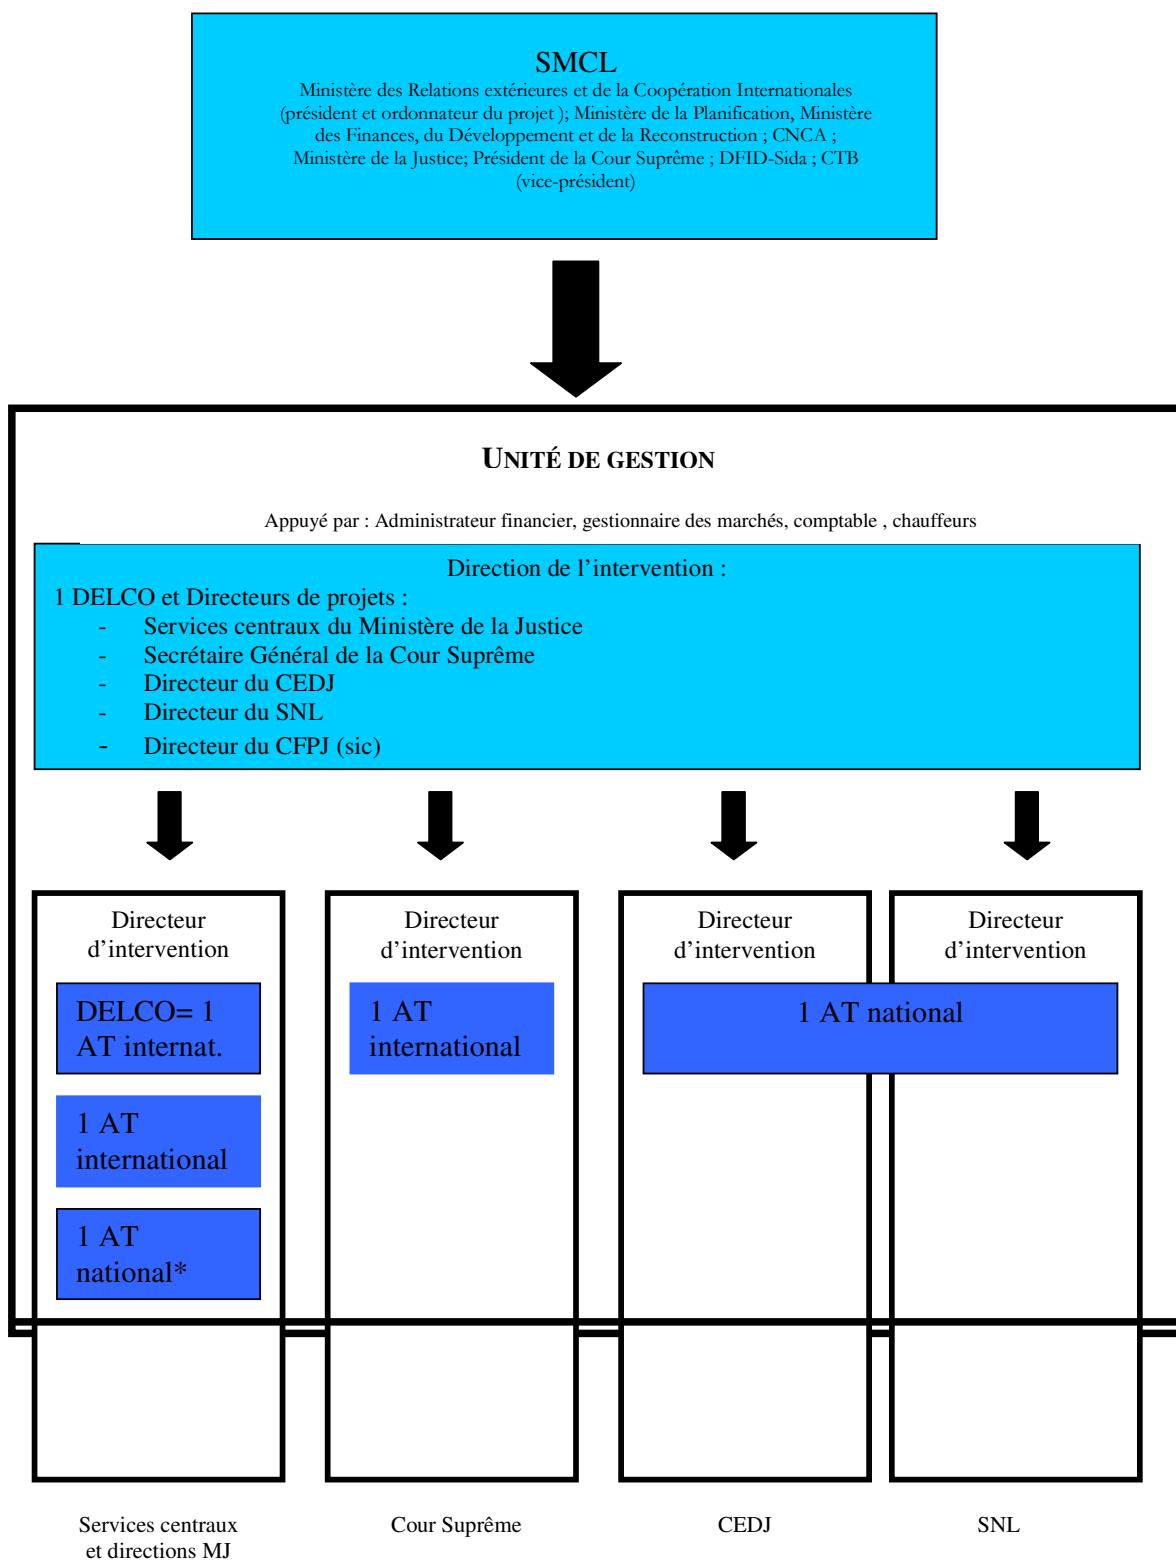 SMCL
Ministère des Relations extérieures et de la Coopération Internationales
(président et ordonnateur du projet ); Ministère de la Planification, Ministère
des Finances, du Développement et de la Reconstruction ; CNCA ;
Ministère de la Justice; Président de la Cour Suprême ; DFID-Sida ; CTB
(vice-président)
UNITÉ DE GESTION
Appuyé par : Administrateur financier, gestionnaire des marchés, comptable , chauffeurs
Direction de l’intervention :
1 DELCO et Directeurs de projets :
- Services centraux du Ministère de la Justice
- Secrétaire Général de la Cour Suprême
- Directeur du CEDJ
- Directeur du SNL
- Directeur du CFPJ (sic)
Directeur
d’intervention
DELCO= 1
AT internat.
1 AT
international
1 AT
national*
Directeur
d’intervention
1 AT
international
Directeur
d’intervention
Directeur
d’intervention
1 AT national
Services centraux
et directions MJ
Cour Suprême
CEDJ
SNL